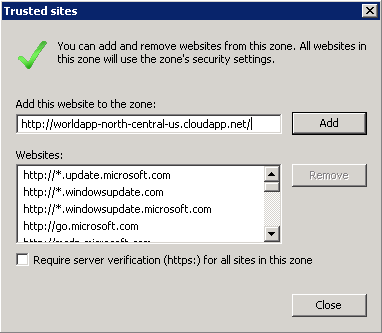 Trusted sites
You can add and remove websites from this zone. All websites in
this zone will use the zone's security settings.
Add this website to the zone:
http://worldapp-north-central-us.cloudapp.net/
Add
Websites:
http://*.update.microsoft.com
Remove
http://*.windowsupdate.com
http://*.windowsupdate.microsoft.com
http://go.microsoft.com
Require server verification (https:) for all sites in this zone
Close